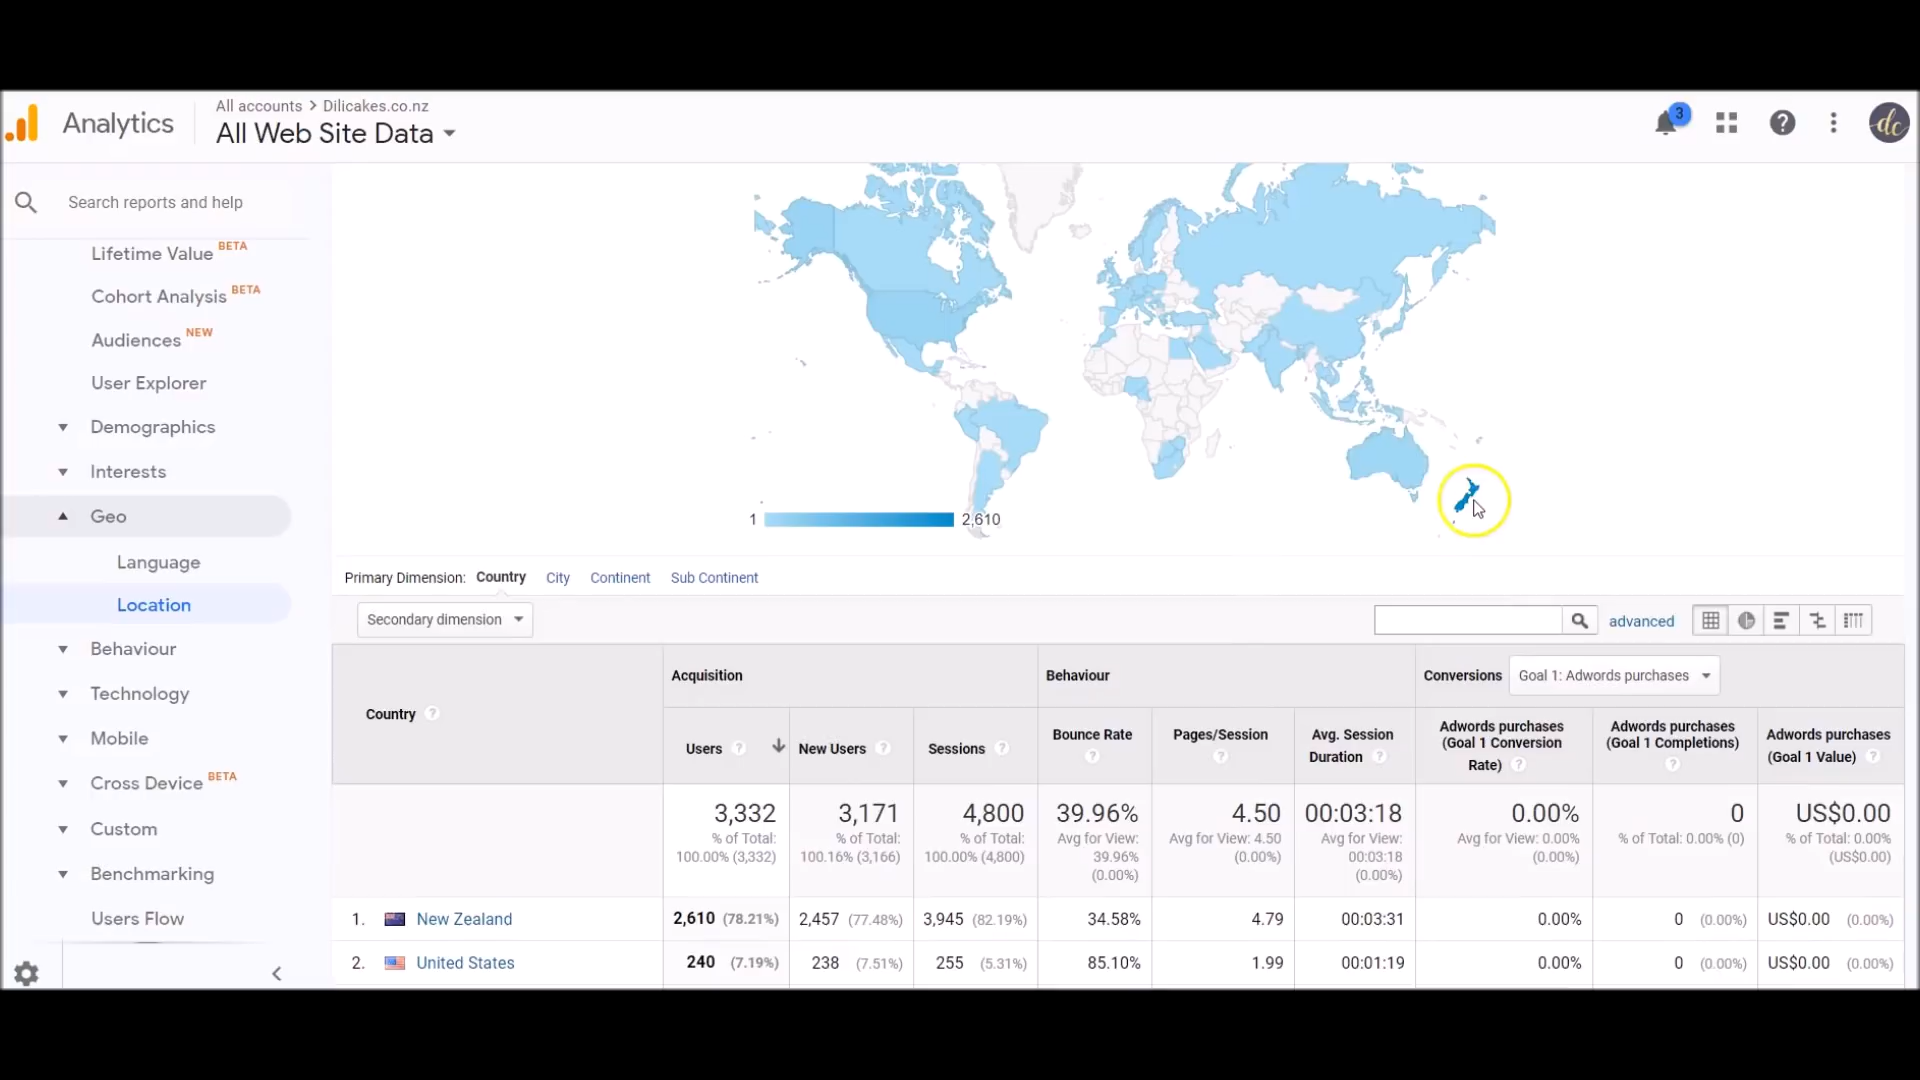 Analytics
All accounts > Dilicakes.co.nz
All Web Site Data
3
dc
Search reports and help
Lifetime Value BETA
Cohort Analysis BETA
Audiences NEW
User Explorer
Demographics
Interests
Geo
Language
Location
Behaviour
Technology
Mobile
Cross Device BETA
Custom
Benchmarking
Users Flow
1 2,610
Primary Dimension: Country City Continent Sub Continent
Secondary dimension
advanced
Country ?
Acquisition
Behaviour
Conversions Goal 1: Adwords purchases
Users ?
New Users ?
Sessions ?
Bounce Rate
?
Pages/Session
?
Avg. Session
Duration ?
Adwords purchases
(Goal 1 Conversion
Rate) ?
Adwords purchases
(Goal 1 Completions)
?
Adwords purchases
(Goal 1 Value) ?
3,332
% of Total:
100.00% (3,332)
3,171
% of Total:
100.16% (3,166)
4,800
% of Total:
100.00% (4,800)
39.96%
Avg for View:
39.96%
(0.00%)
4.50
Avg for View: 4.50
(0.00%)
00:03:18
Avg for View:
00:03:18
(0.00%)
0.00%
Avg for View: 0.00%
(0.00%)
0
% of Total: 0.00% (0)
US$0.00
% of Total: 0.00%
(US$0.00)
1. New Zealand 2,610 (78.21%) 2,457 (77.48%) 3,945 (82.19%) 34.58% 4.79 00:03:31 0.00% 0 (0.00%) US$0.00 (0.00%)
2. United States 240 (7.19%) 238 (7.51%) 255 (5.31%) 85.10% 1.99 00:01:19 0.00% 0 (0.00%) US$0.00 (0.00%)